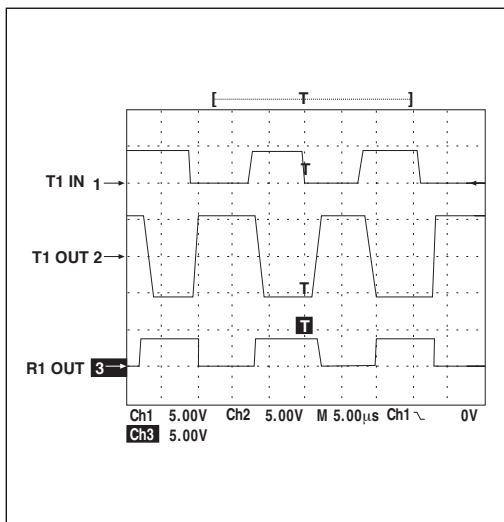 [ T ]
T
T1 IN 1
T1 OUT 2
T
T
R1 OUT 3
Ch1 5.00V Ch2 5.00V M 5.00μs Ch1 0V
Ch3 5.00V